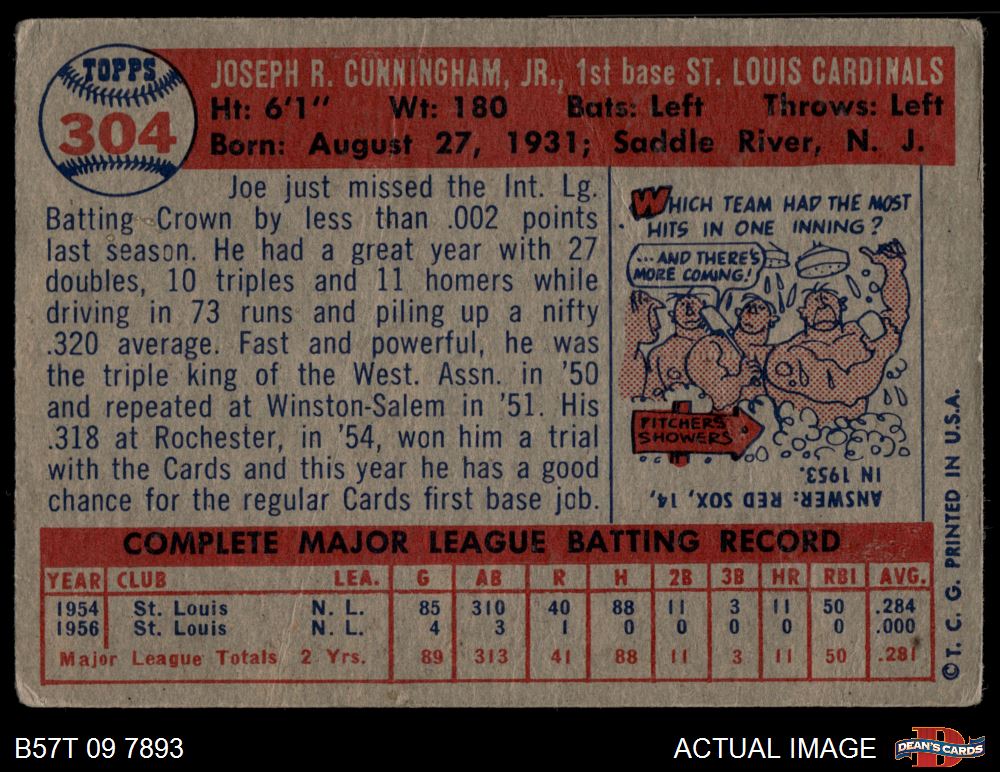 TOPPS
304
JOSEPH R. CUNNINGHAM, JR., 1st base ST. LOUIS CARDINALS
Ht: 6'1" Wt: 180 Bats: Left Throws: Left
Born: August 27, 1931; Saddle River, N. J.
Joe just missed the Int. Lg.
Batting Crown by less than .002 points
last season. He had a great year with 27
doubles, 10 triples and 11 homers while
driving in 73 runs and piling up a nifty
.320 average. Fast and powerful, he was
the triple king of the West. Assn. in '50
and repeated at Winston-Salem in '51. His
.318 at Rochester, in '54, won him a trial
with the Cards and this year he has a good
chance for the regular Cards first base job.
WHICH TEAM HAD THE MOST
HITS IN ONE INNING?
...AND THERE'S
MORE COMING!
PITCHERS
SHOWERS
ANSWER: RED SOX, 14,
IN 1953.
COMPLETE MAJOR LEAGUE BATTING RECORD
YEAR CLUB LEA. G AB R H 2B 3B HR RBI AVG.
1954 St. Louis N. L. 85 310 40 88 11 3 11 50 .284
1956 St. Louis N. L. 4 3 1 0 0 0 0 0 .000
Major League Totals 2 Yrs. 89 313 41 88 11 3 11 50 .281
© T. C. G. PRINTED IN U.S.A.
B57T 09 7893
ACTUAL IMAGE
D
DEAN'S CARDS